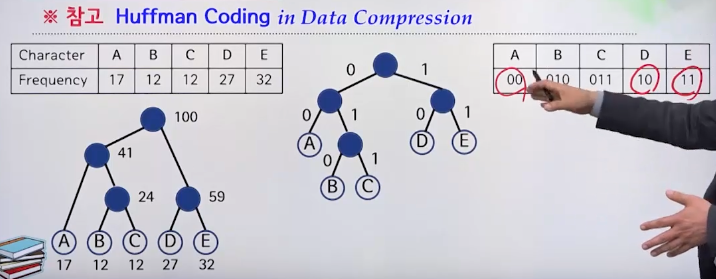 ※ 참고 Huffman Coding in Data Compression
Character A B C D E
Frequency 17 12 12 27 32
A B C D E
00 010 011 10 11
0 1
0 1 0 1
A D E
0 1
B C
100
41
24 59
A B C D E
17 12 12 27 32